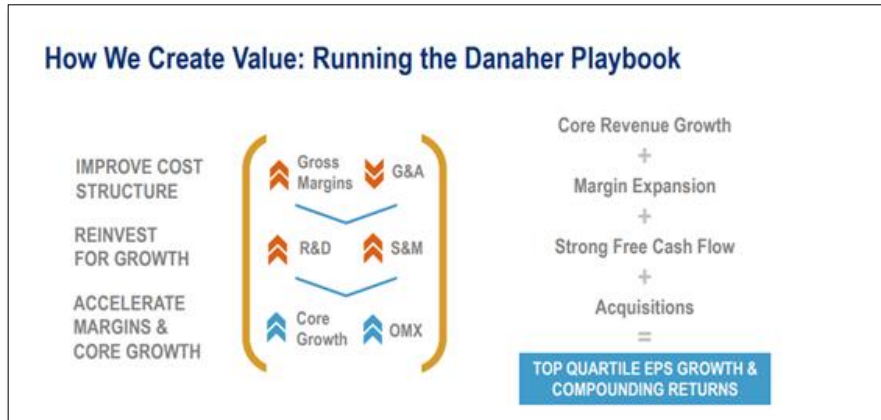 How We Create Value: Running the Danaher Playbook
IMPROVE COST
STRUCTURE
Gross
Margins
G&A
REINVEST
FOR GROWTH
R&D
S&M
ACCELERATE
MARGINS &
CORE GROWTH
Core
Growth
OMX
Core Revenue Growth
+
Margin Expansion
+
Strong Free Cash Flow
+
Acquisitions
=
TOP QUARTILE EPS GROWTH &
COMPOUNDING RETURNS